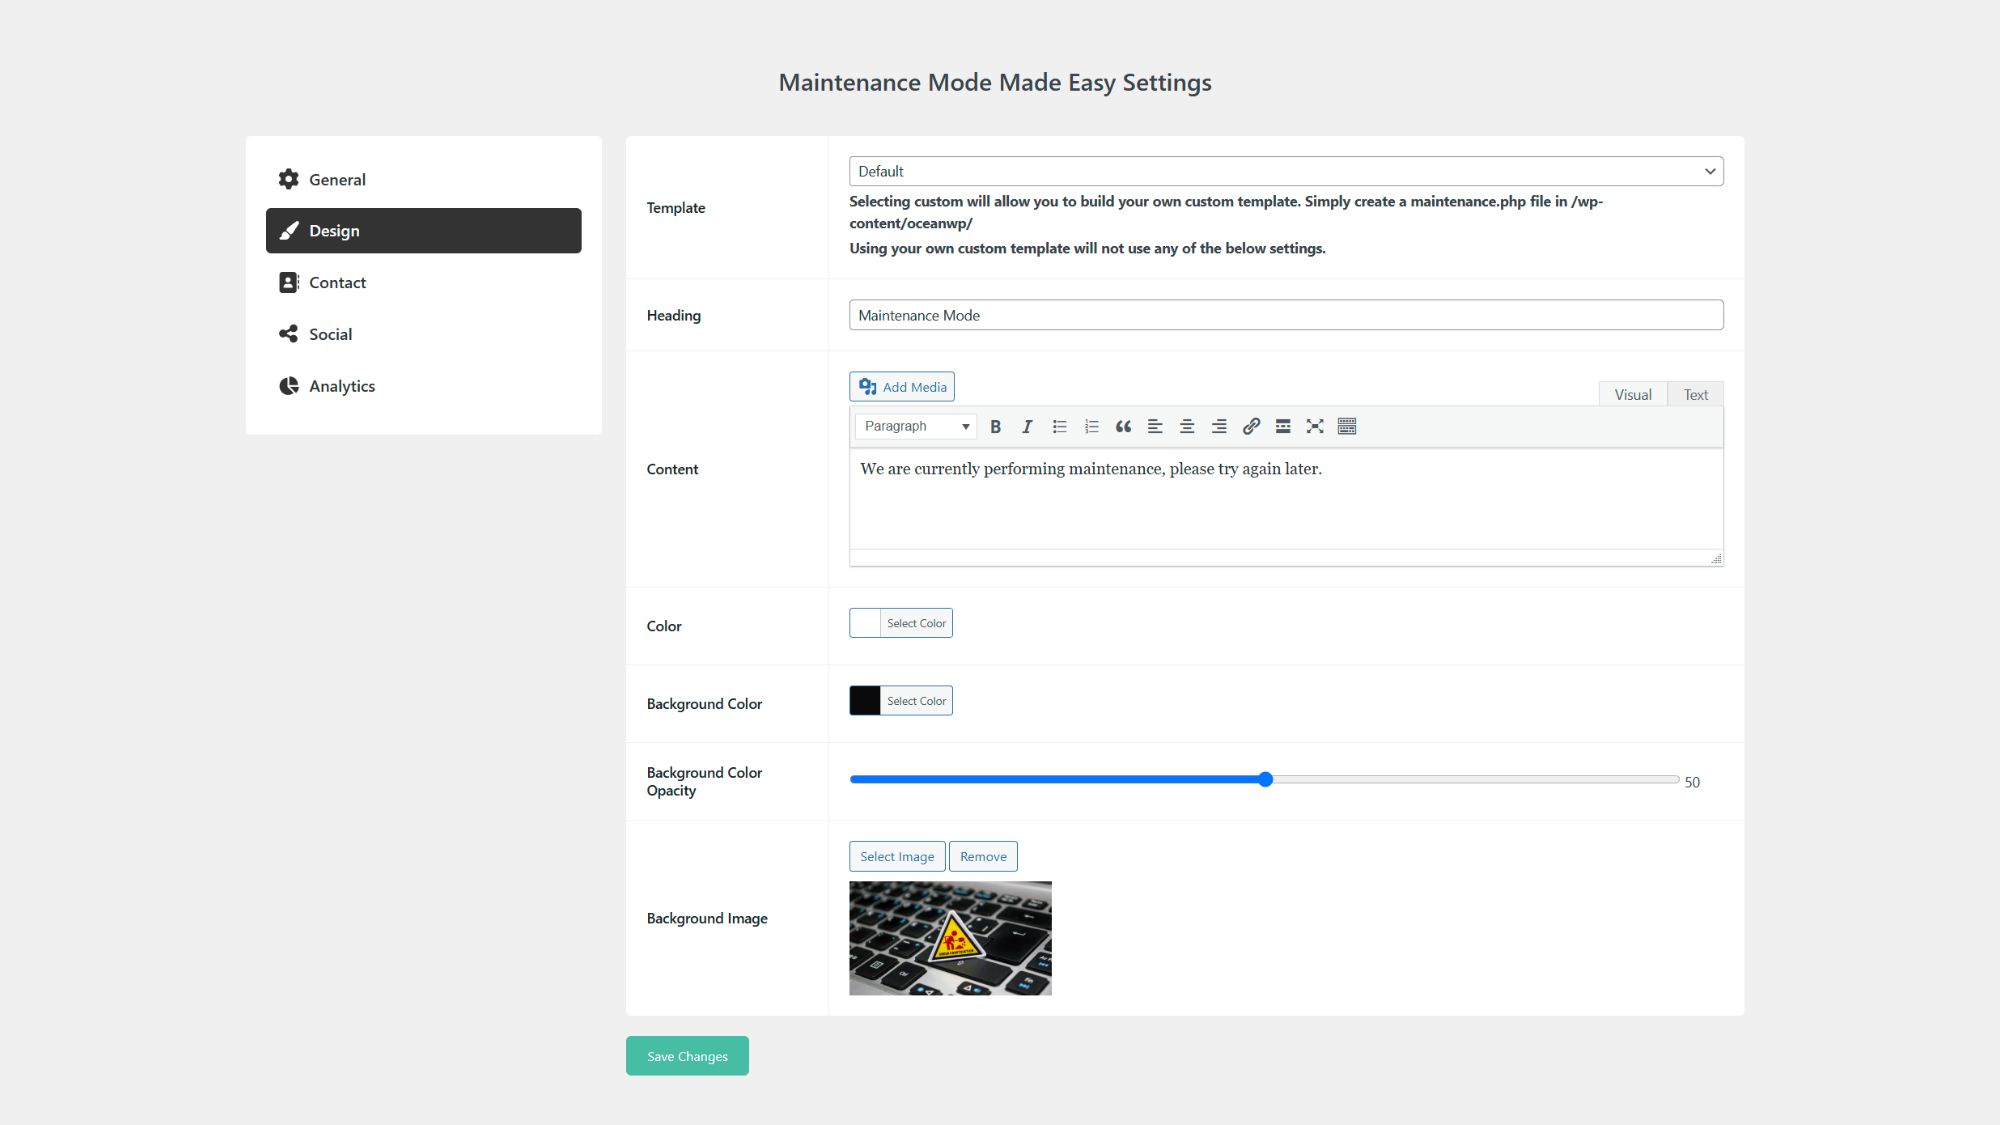 Maintenance Mode Made Easy Settings
General
Design
Contact
Social
Analytics
Template
Default
Selecting custom will allow you to build your own custom template. Simply create a maintenance.php file in /wp-
content/oceanwp/
Using your own custom template will not use any of the below settings.
Heading
Maintenance Mode
Content
Add Media
Visual
Text
Paragraph
We are currently performing maintenance, please try again later.
Color
Select Color
Background Color
Select Color
Background Color
Opacity
50
Background Image
Select Image
Remove
Save Changes